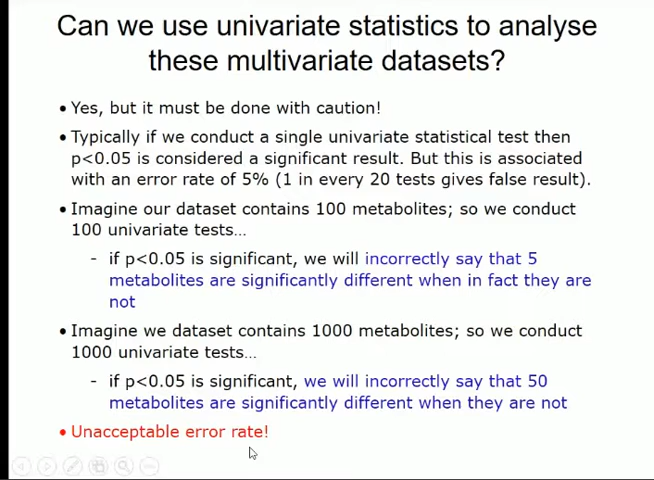 Can we use univariate statistics to analyse
these multivariate datasets?
• Yes, but it must be done with caution!
• Typically if we conduct a single univariate statistical test then
p<0.05 is considered a significant result. But this is associated
with an error rate of 5% (1 in every 20 tests gives false result).
• Imagine our dataset contains 100 metabolites; so we conduct
100 univariate tests…
- if p<0.05 is significant, we will incorrectly say that 5
metabolites are significantly different when in fact they are
not
• Imagine we dataset contains 1000 metabolites; so we conduct
1000 univariate tests…
- if p<0.05 is significant, we will incorrectly say that 50
metabolites are significantly different when they are not
• Unacceptable error rate!